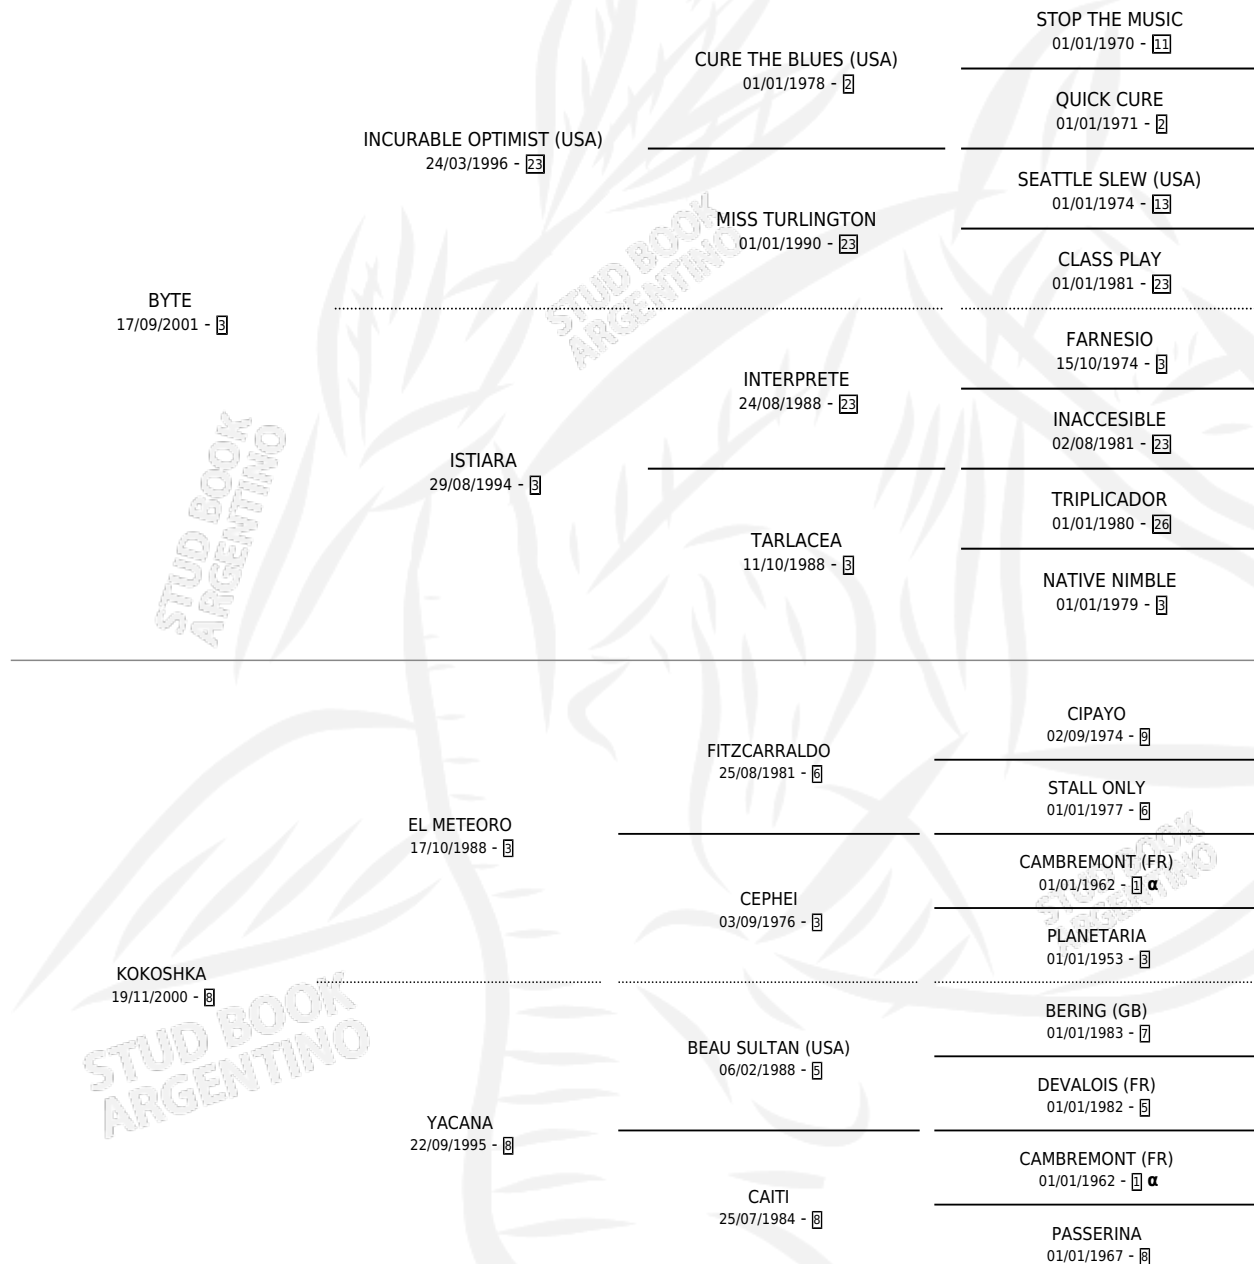 STOP THE MUSIC
01/01/1970 - 11
CURE THE BLUES (USA)
01/01/1978 - 2
QUICK CURE
01/01/1971 - 2
INCURABLE OPTIMIST (USA)
24/03/1996 - 23
SEATTLE SLEW (USA)
01/01/1974 - 13
MISS TURLINGTON
01/01/1990 - 23
CLASS PLAY
01/01/1981 - 23
STUD BOOK
ARGENTINO
BYTE
17/09/2001 - 3
FARNESIO
15/10/1974 - 3
INTERPRETE
24/08/1988 - 23
INACCESIBLE
02/08/1981 - 23
ISTIARA
29/08/1994 - 3
TRIPLICADOR
01/01/1980 - 26
TARLACEA
11/10/1988 - 3
NATIVE NIMBLE
01/01/1979 - 3
STUD BOOK
ARGENTINO
CIPAYO
02/09/1974 - 9
FITZCARRALDO
25/08/1981 - 6
STALL ONLY
01/01/1977 - 6
EL METEORO
17/10/1988 - 3
CAMBREMONT (FR)
01/01/1962 - 1 α
CEPHEI
03/09/1976 - 3
PLANETARIA
01/01/1953 - 3
STUD BOOK
ARGENTINO
KOKOSHKA
19/11/2000 - 8
BERING (GB)
01/01/1983 - 7
BEAU SULTAN (USA)
06/02/1988 - 5
DEVALOIS (FR)
01/01/1982 - 5
STUD BOOK
ARGENTINO
YACANA
22/09/1995 - 8
CAMBREMONT (FR)
01/01/1962 - 1 α
CAITI
25/07/1984 - 8
PASSERINA
01/01/1967 - 8